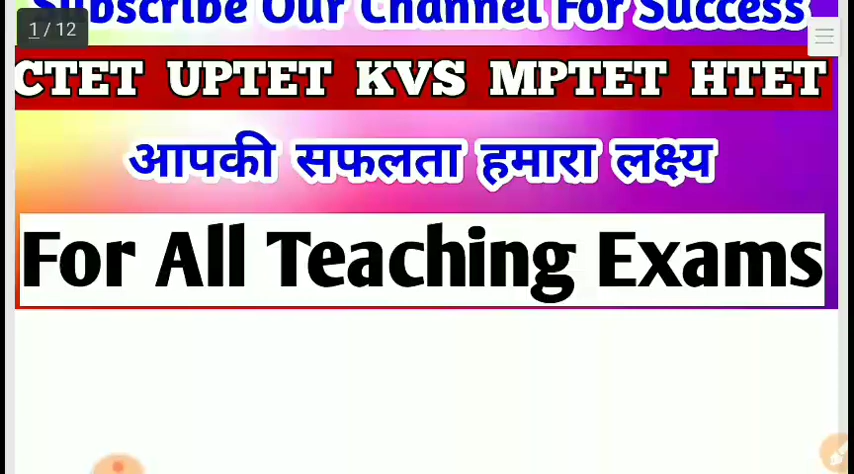 Subscribe Our Channel For Success
1 / 12
CTET UPTET KVS MPTET HTET
आपकी सफलता हमारा लक्ष्य
For All Teaching Exams